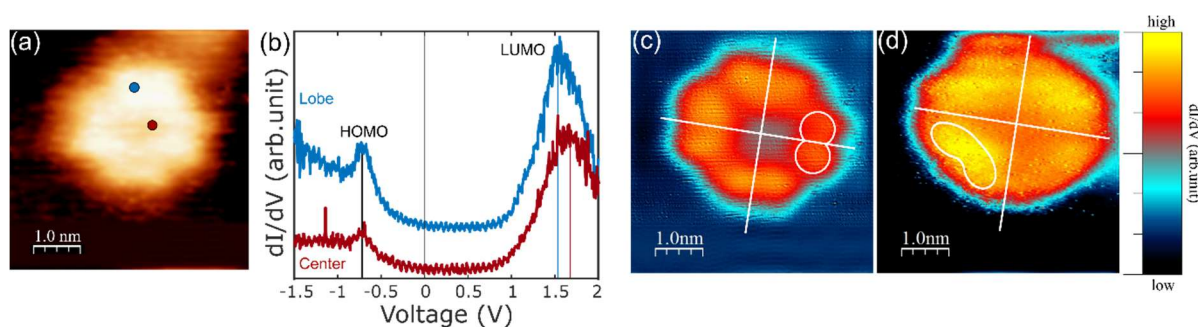 (a)
1.0 nm
(b)
dI/dV (arb.unit)
LUMO
Lobe
HOMO
Center
-1.5 -1 -0.5 0 0.5 1 1.5 2
Voltage (V)
(c)
1.0nm
(d)
1.0nm
high
dI/dV (arb.unit)
low